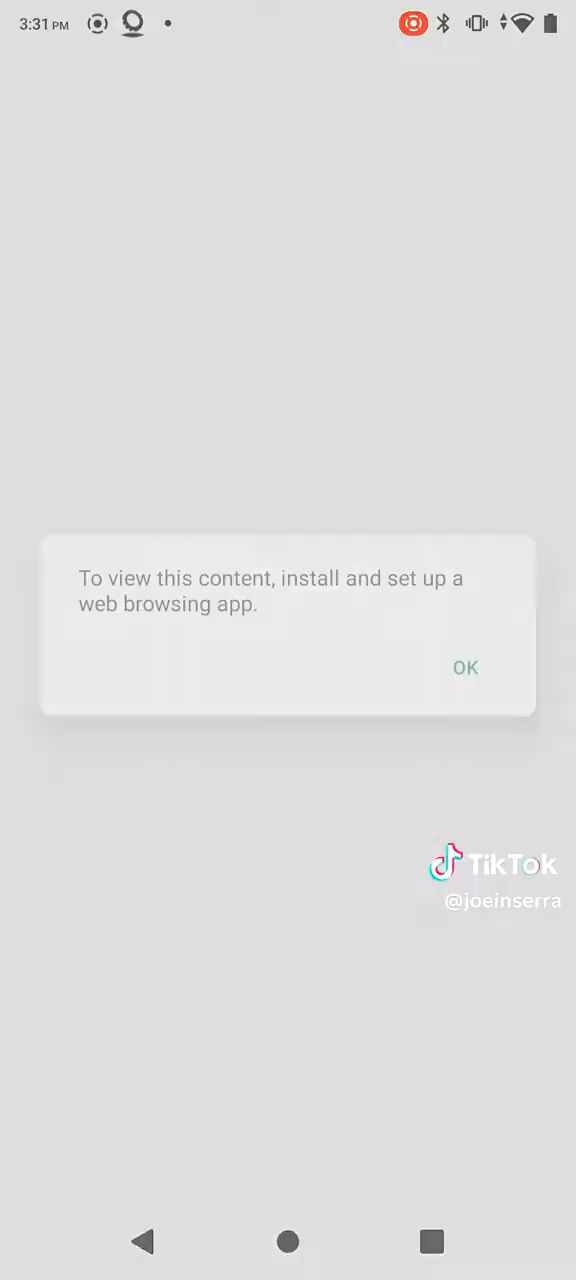 3:31 PM
To view this content, install and set up a
web browsing app.
OK
TikTok
@joeinserra